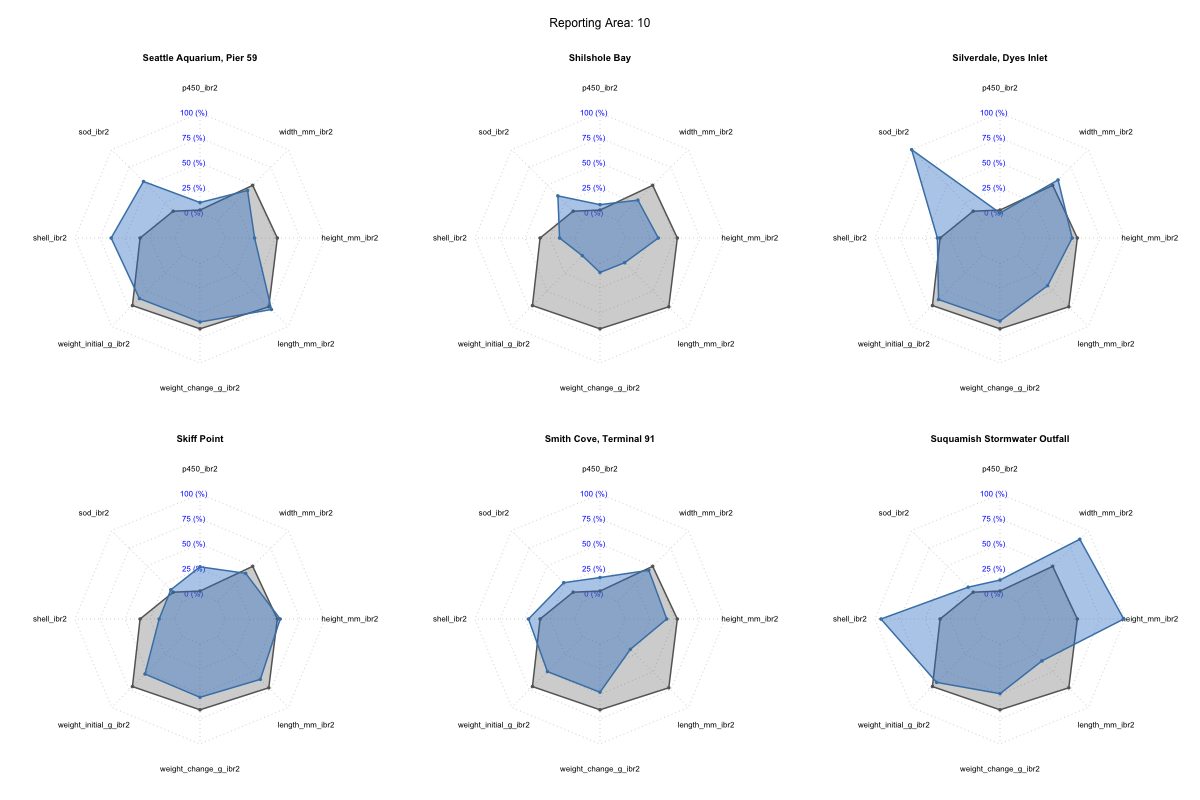 Reporting Area: 10
Seattle Aquarium, Pier 59
p450_ibr2
100 (%)
sod_ibr2
width_mm_ibr2
75 (%)
50 (%)
25 (%)
0 (%)
shell_ibr2
height_mm_ibr2
weight_initial_g_ibr2
length_mm_ibr2
weight_change_g_ibr2
Shilshole Bay
p450_ibr2
100 (%)
sod_ibr2
width_mm_ibr2
75 (%)
50 (%)
25 (%)
0 (%)
shell_ibr2
height_mm_ibr2
weight_initial_g_ibr2
length_mm_ibr2
weight_change_g_ibr2
Silverdale, Dyes Inlet
p450_ibr2
100 (%)
sod_ibr2
width_mm_ibr2
75 (%)
50 (%)
25 (%)
0 (%)
shell_ibr2
height_mm_ibr2
weight_initial_g_ibr2
length_mm_ibr2
weight_change_g_ibr2
Skiff Point
p450_ibr2
100 (%)
sod_ibr2
width_mm_ibr2
75 (%)
50 (%)
25 (%)
0 (%)
shell_ibr2
height_mm_ibr2
weight_initial_g_ibr2
length_mm_ibr2
weight_change_g_ibr2
Smith Cove, Terminal 91
p450_ibr2
100 (%)
sod_ibr2
width_mm_ibr2
75 (%)
50 (%)
25 (%)
0 (%)
shell_ibr2
height_mm_ibr2
weight_initial_g_ibr2
length_mm_ibr2
weight_change_g_ibr2
Suquamish Stormwater Outfall
p450_ibr2
100 (%)
sod_ibr2
width_mm_ibr2
75 (%)
50 (%)
25 (%)
0 (%)
shell_ibr2
height_mm_ibr2
weight_initial_g_ibr2
length_mm_ibr2
weight_change_g_ibr2